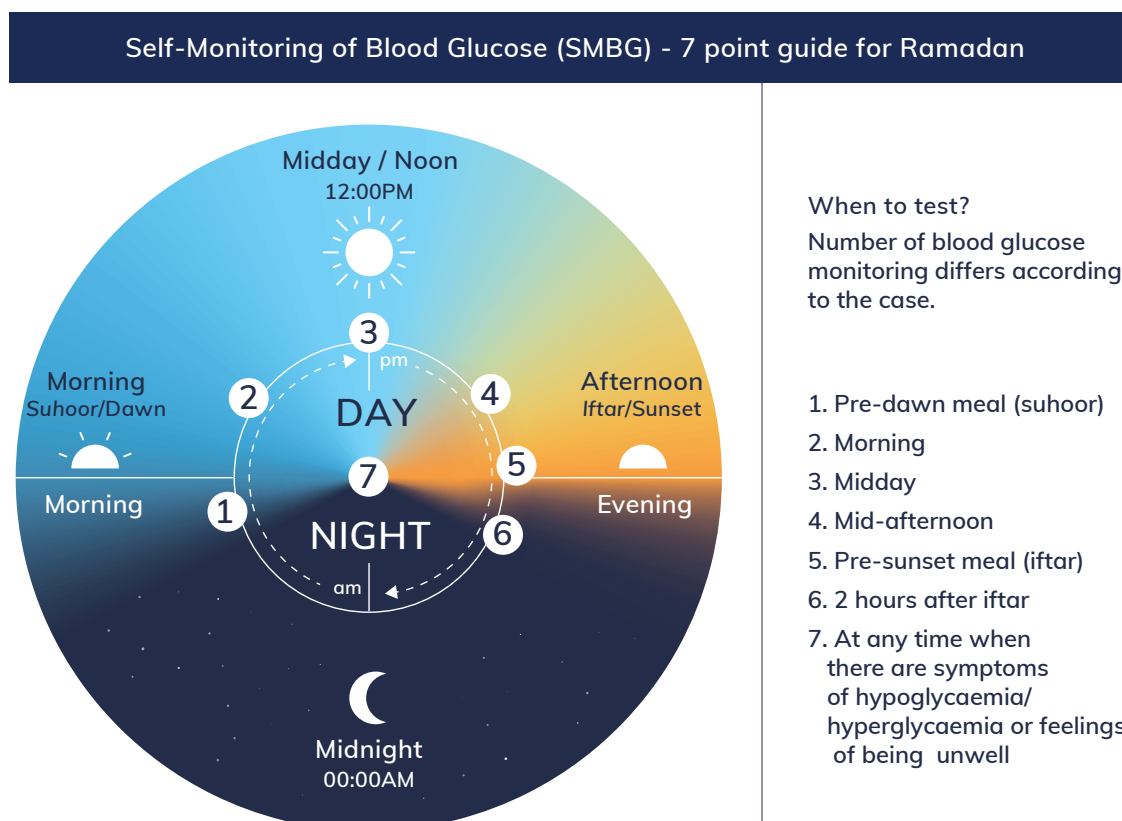 Self-Monitoring of Blood Glucose (SMBG) - 7 point guide for Ramadan
Midday / Noon
12:00PM
3
pm
2
4
Morning
Suhoor/Dawn
Afternoon
Iftar/Sunset
DAY
7
5
Morning
Evening
1
6
NIGHT
am
Midnight
00:00AM
When to test?
Number of blood glucose
monitoring differs according
to the case.
1. Pre-dawn meal (suhoor)
2. Morning
3. Midday
4. Mid-afternoon
5. Pre-sunset meal (iftar)
6. 2 hours after iftar
7. At any time when
there are symptoms
of hypoglycaemia/
hyperglycaemia or feelings
of being unwell